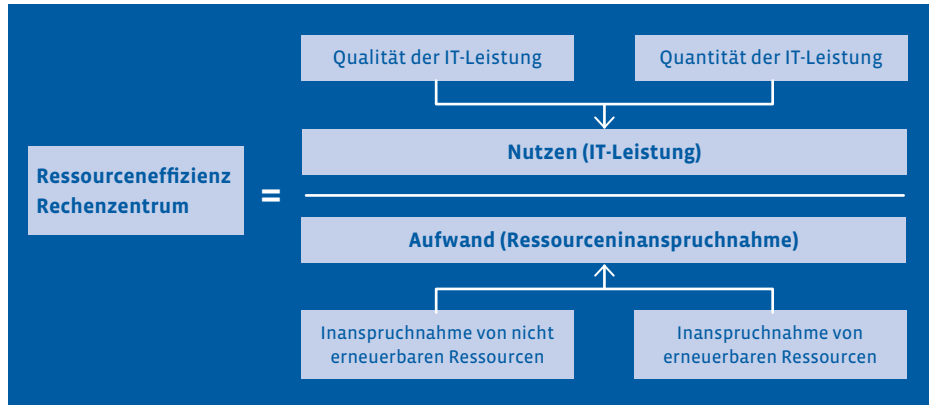 Qualität der IT-Leistung
Quantität der IT-Leistung
Nutzen (IT-Leistung)
Ressourceneffizienz
Rechenzentrum
=
Aufwand (Ressourceninanspruchnahme)
Inanspruchnahme von nicht
erneuerbaren Ressourcen
Inanspruchnahme von
erneuerbaren Ressourcen